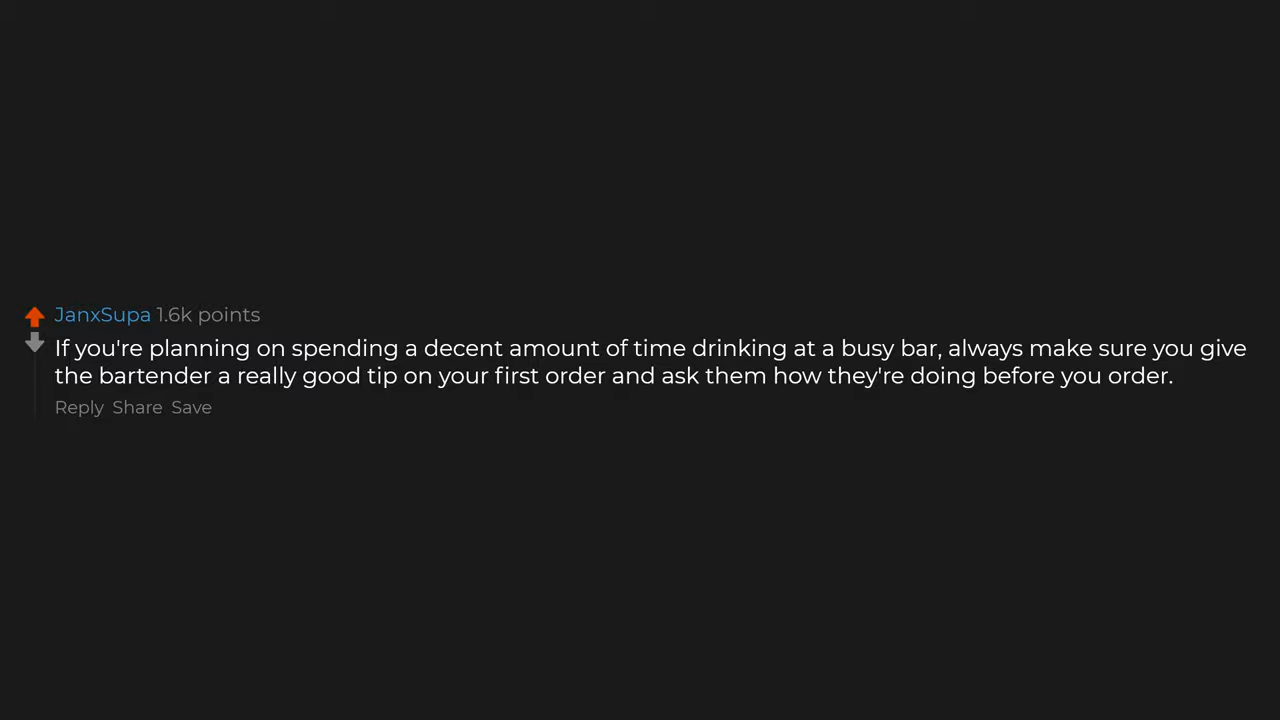 JanxSupa 1.6k points
If you're planning on spending a decent amount of time drinking at a busy bar, always make sure you give
the bartender a really good tip on your first order and ask them how they're doing before you order.
Reply Share Save